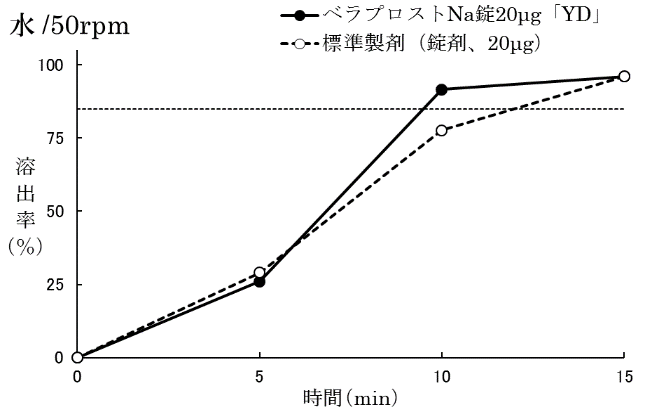 水 /50rpm
ベラプロストNa錠20µg「YD」
標準製剤（錠剤、20µg）
100
75
50
25
0
溶出率(%)
0 5 10 15
時間(min)